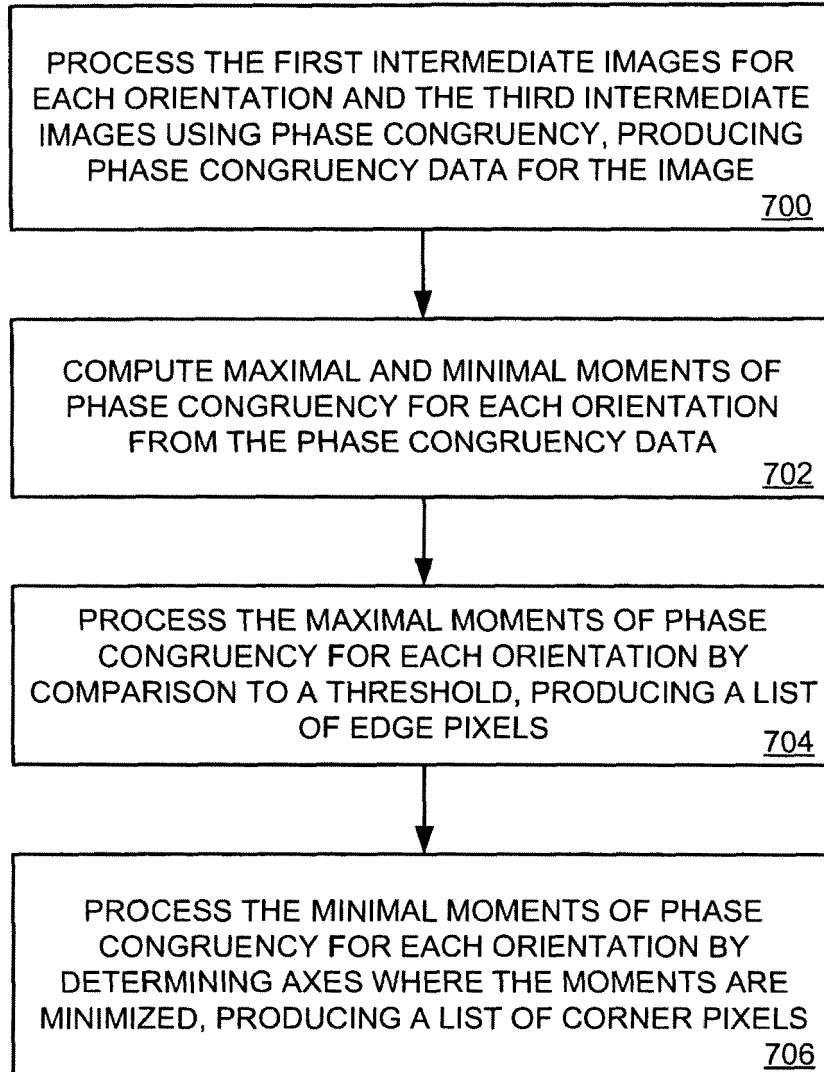 PROCESS THE FIRST INTERMEDIATE IMAGES FOR
EACH ORIENTATION AND THE THIRD INTERMEDIATE
IMAGES USING PHASE CONGRUENCY, PRODUCING
PHASE CONGRUENCY DATA FOR THE IMAGE
700
COMPUTE MAXIMAL AND MINIMAL MOMENTS OF
PHASE CONGRUENCY FOR EACH ORIENTATION
FROM THE PHASE CONGRUENCY DATA
702
PROCESS THE MAXIMAL MOMENTS OF PHASE
CONGRUENCY FOR EACH ORIENTATION BY
COMPARISON TO A THRESHOLD, PRODUCING A LIST
OF EDGE PIXELS
704
PROCESS THE MINIMAL MOMENTS OF PHASE
CONGRUENCY FOR EACH ORIENTATION BY
DETERMINING AXES WHERE THE MOMENTS ARE
MINIMIZED, PRODUCING A LIST OF CORNER PIXELS
706